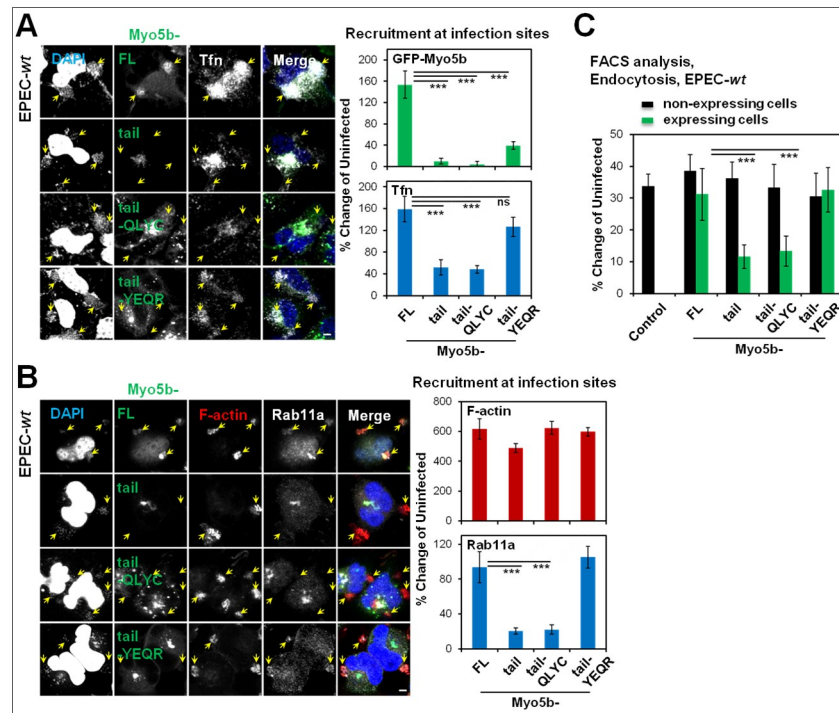 A
Myo5b-
DAPI FL Tfn Merge
EPEC-wt
tail
tail
-QLYC
tail
-YEQR
Recruitment at infection sites
GFP-Myo5b
200
160
120
80
40
0
*** *** ***
Tfn
200
160
120
80
40
0
*** *** ns
% Change of Uninfected
FL tail tail-QLYC tail-YEQR
Myo5b-
C
FACS analysis,
Endocytosis, EPEC-wt
non-expressing cells
expressing cells
50
40
30
20
10
0
*** ***
% Change of Uninfected
Control FL tail tail-QLYC tail-YEQR
Myo5b-
B
Myo5b-
DAPI FL F-actin Rab11a Merge
EPEC-wt
tail
tail
-QLYC
tail
-YEQR
Recruitment at infection sites
F-actin
800
600
400
200
0
Rab11a
120
80
40
0
*** ***
% Change of Uninfected
FL tail tail-QLYC tail-YEQR
Myo5b-